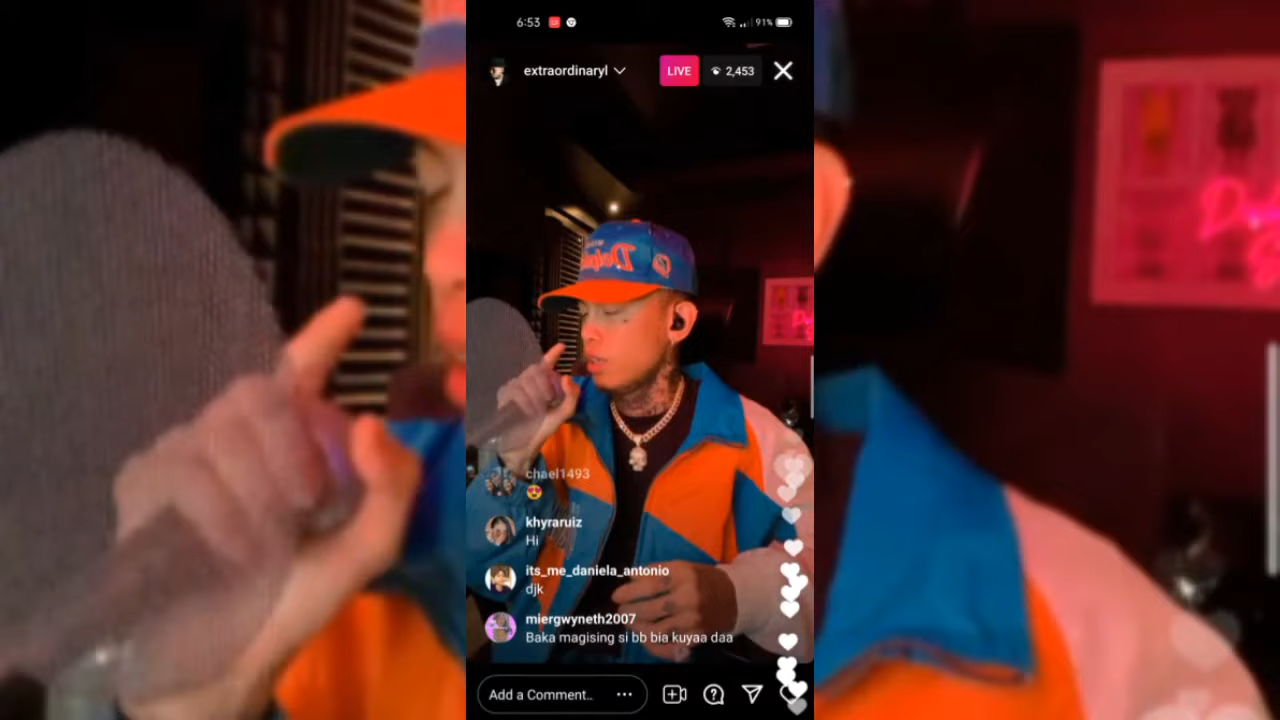 6:53
91%
extraordinaryl
LIVE
2,453
chael1493
😍
khyraruiz
Hi
its_me_daniela_antonio
djk
miergwyneth2007
Baka magising si bb bia kuyaa daa
Add a Comment..